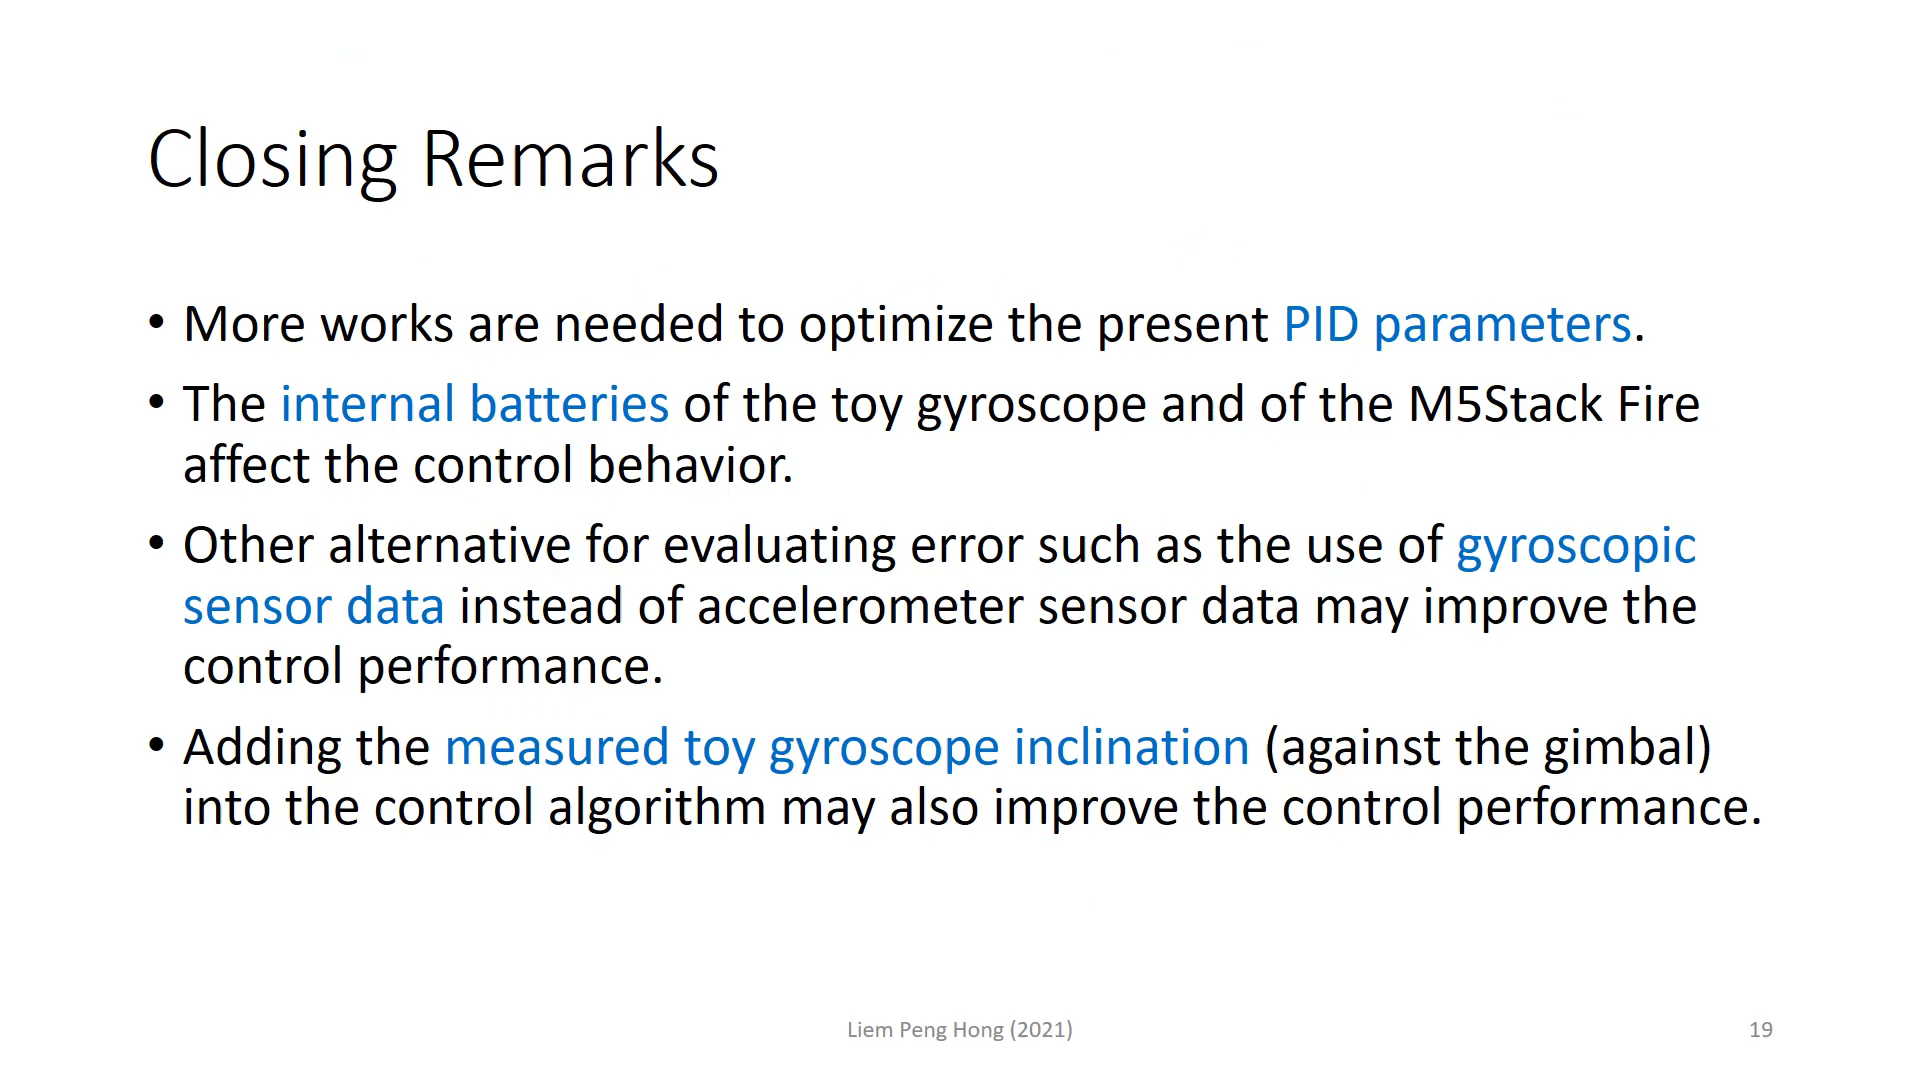 Closing Remarks
• More works are needed to optimize the present PID parameters.
• The internal batteries of the toy gyroscope and of the M5Stack Fire
affect the control behavior.
• Other alternative for evaluating error such as the use of gyroscopic
sensor data instead of accelerometer sensor data may improve the
control performance.
• Adding the measured toy gyroscope inclination (against the gimbal)
into the control algorithm may also improve the control performance.
Liem Peng Hong (2021)
19